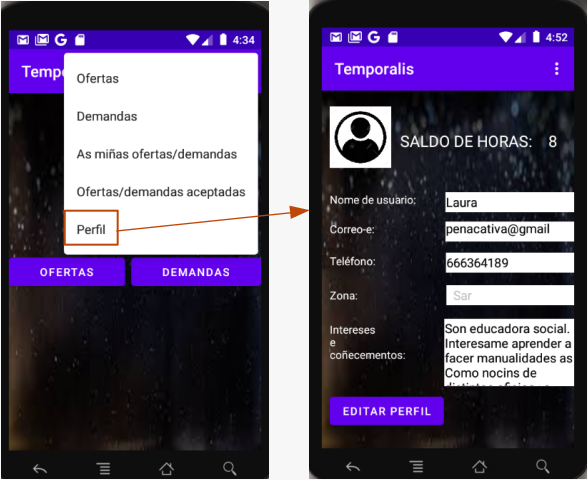 4:34
Temp
Ofertas
Demandas
As miñas ofertas/demandas
Ofertas/demandas aceptadas
Perfil
OFERTAS
DEMANDAS
4:52
Temporalis
SALDO DE HORAS: 8
Nome de usuario: Laura
Correo-e: penacativa@gmail
Teléfono: 666364189
Zona: Sar
Intereses
e
coñecementos:
Son educadora social.
Interesame aprender a
facer manualidades as
Como nocins de
EDITAR PERFIL